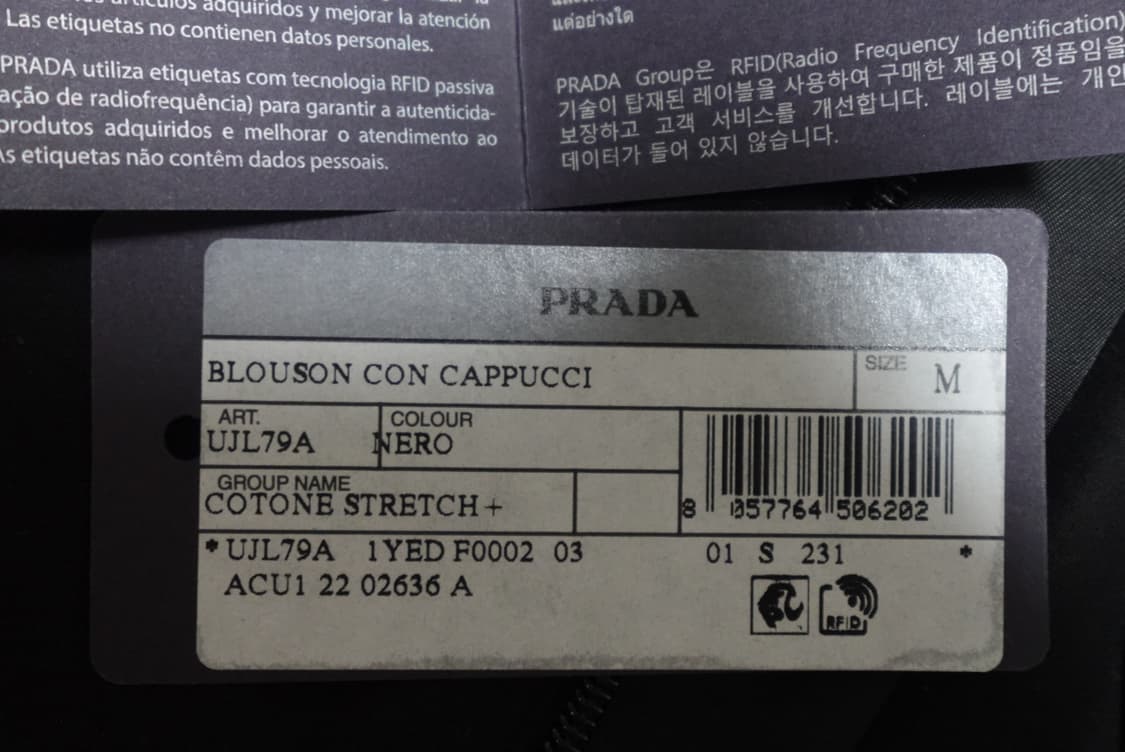 adquiridos y mejorar la atención
Las etiquetas no contienen datos personales.
PRADA utiliza etiquetas com tecnologia RFID passiva
ação de radiofrequência) para garantir a autenticida-
produtos adquiridos e melhorar o atendimento ao
As etiquetas não contêm dados pessoais.
แต่อย่างใด
PRADA Group은 RFID(Radio Frequency Identification)
기술이 탑재된 레이블을 사용하여 구매한 제품이 정품임을
보장하고 고객 서비스를 개선합니다. 레이블에는 개인
데이터가 들어 있지 않습니다.
PRADA
BLOUSON CON CAPPUCCI
SIZE
M
ART.
UJL79A
COLOUR
NERO
GROUP NAME
COTONE STRETCH+
8 057764 506202
*UJL79A 1YED F0002 03 01 S 231 *
ACU1 22 02636 A
RFID